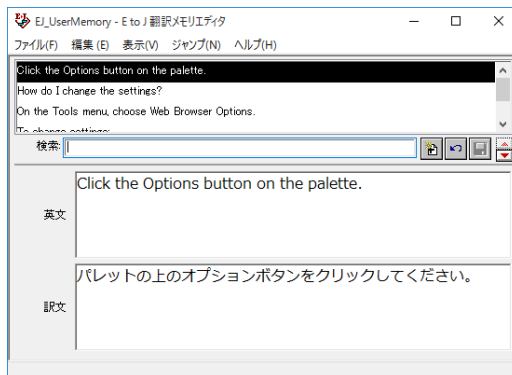 EJ_UserMemory - E to J 翻訳メモリエディタ
ファイル(F) 編集(E) 表示(V) ジャンプ(N) ヘルプ(H)
Click the Options button on the palette.
How do I change the settings?
On the Tools menu, choose Web Browser Options.
To change settings:
検索:
英文
Click the Options button on the palette.
訳文
パレットの上のオプションボタンをクリックしてください。